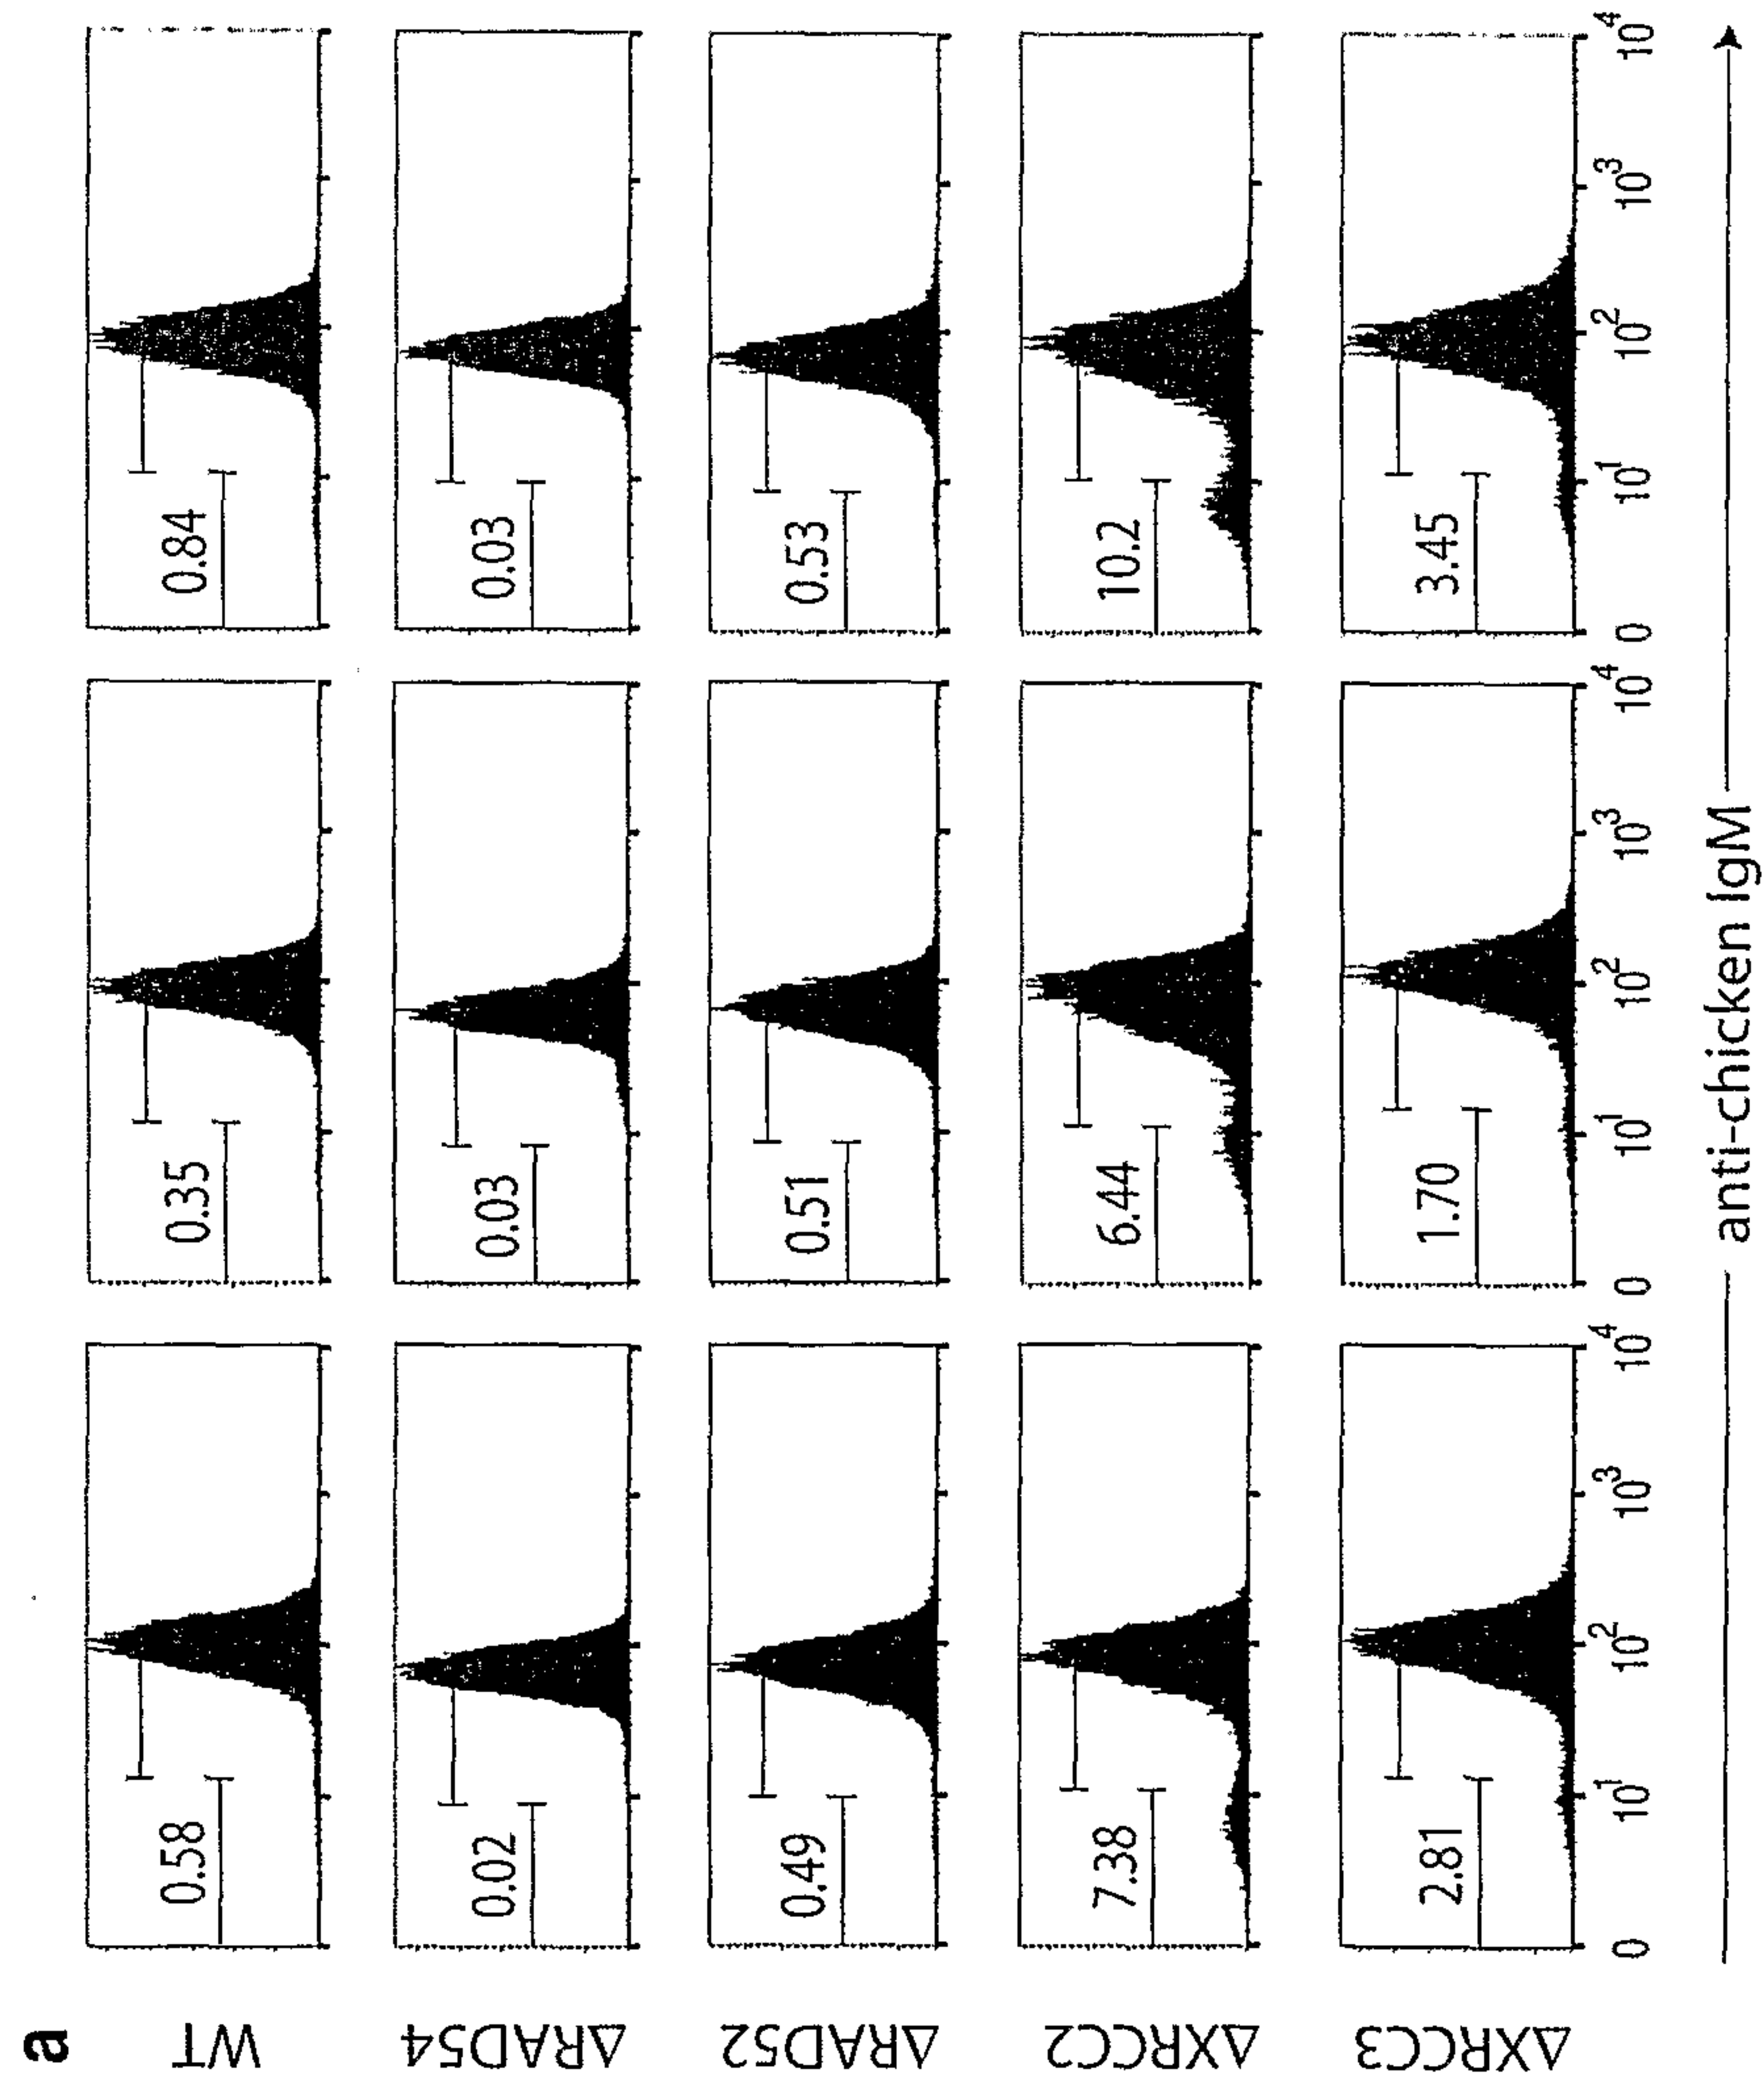 a
WT
0.58
0.35
0.84
ΔRAD54
0.02
0.03
0.03
ΔRAD52
0.49
0.51
0.53
ΔXRCC2
7.38
6.44
10.2
ΔXRCC3
2.81
1.70
3.45
0 10¹ 10² 10³ 10⁴
0 10¹ 10² 10³ 10⁴
0 10¹ 10² 10³ 10⁴
anti-chicken IgM